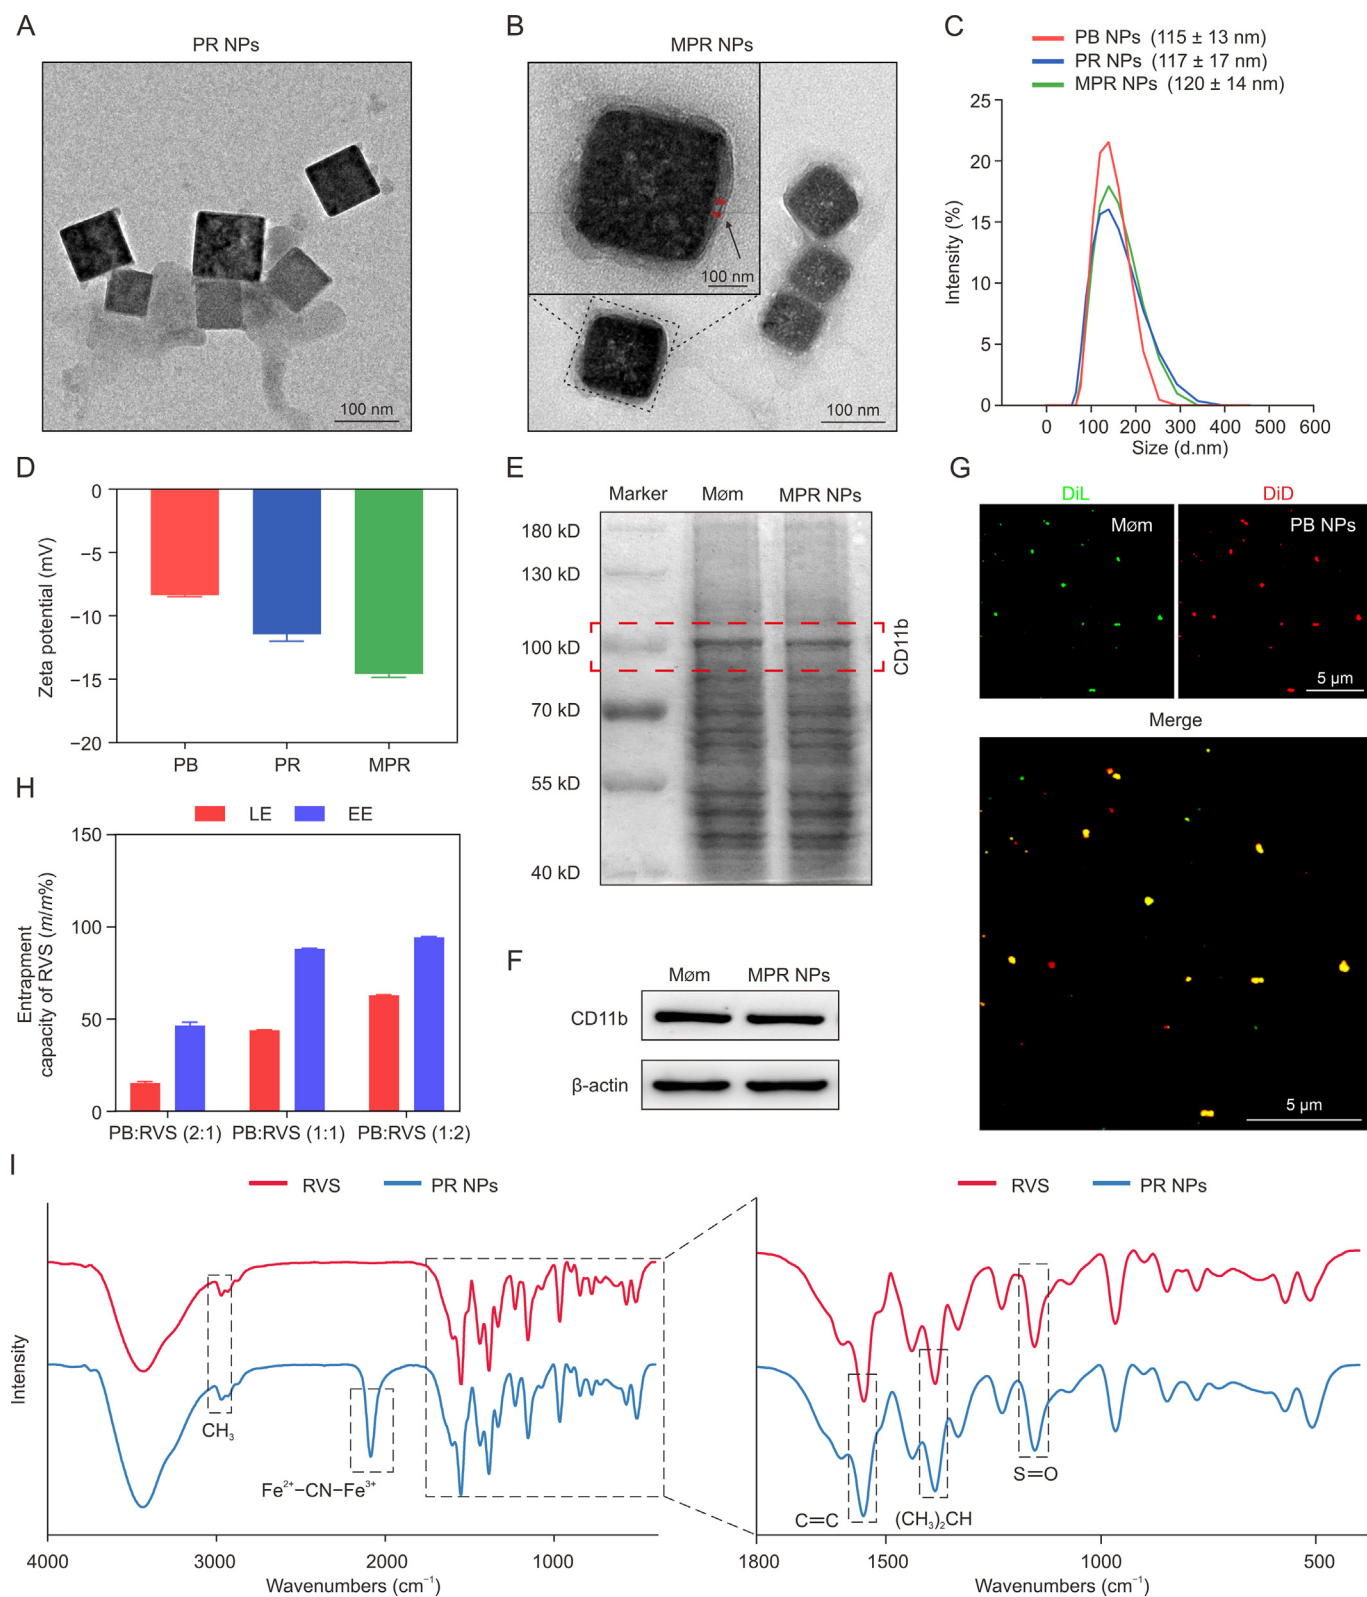 A
PR NPs
100 nm
B
MPR NPs
100 nm
100 nm
C
PB NPs (115 ± 13 nm)
PR NPs (117 ± 17 nm)
MPR NPs (120 ± 14 nm)
Intensity (%)
25
20
15
10
5
0
0 100 200 300 400 500 600
Size (d.nm)
D
Zeta potential (mV)
0
−5
−10
−15
−20
PB PR MPR
E
Marker Møm MPR NPs
180 kD
130 kD
100 kD
70 kD
55 kD
40 kD
CD11b
F
Møm MPR NPs
CD11b
β-actin
G
DiL DiD
Møm PB NPs
5 μm
Merge
5 μm
H
LE EE
Entrapment
capacity of RVS (m/m%)
150
100
50
0
PB:RVS (2:1) PB:RVS (1:1) PB:RVS (1:2)
I
RVS PR NPs
Intensity
CH₃
Fe²⁺−CN−Fe³⁺
4000 3000 2000 1000
Wavenumbers (cm⁻¹)
RVS PR NPs
C=C
(CH₃)₂CH
S=O
1800 1500 1000 500
Wavenumbers (cm⁻¹)